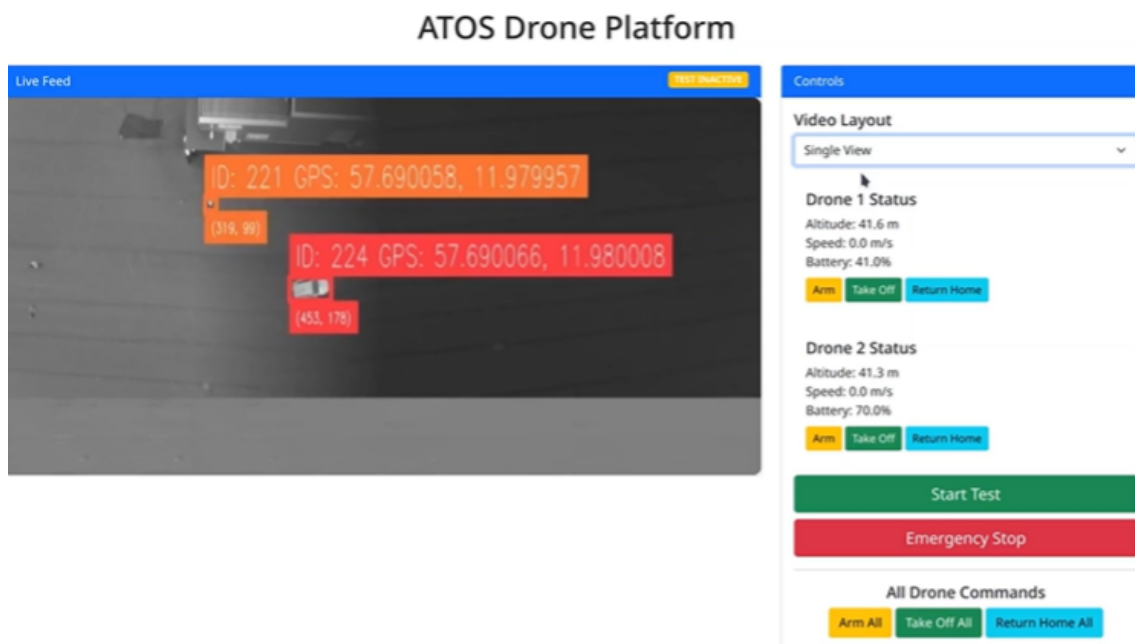 ATOS Drone Platform
Live Feed
TEST INACTIVE
ID: 221 GPS: 57.690058, 11.979957
(319, 99)
ID: 224 GPS: 57.690066, 11.980008
(453, 178)
Controls
Video Layout
Single View
Drone 1 Status
Altitude: 41.6 m
Speed: 0.0 m/s
Battery: 41.0%
Arm Take Off Return Home
Drone 2 Status
Altitude: 41.3 m
Speed: 0.0 m/s
Battery: 70.0%
Arm Take Off Return Home
Start Test
Emergency Stop
All Drone Commands
Arm All Take Off All Return Home All